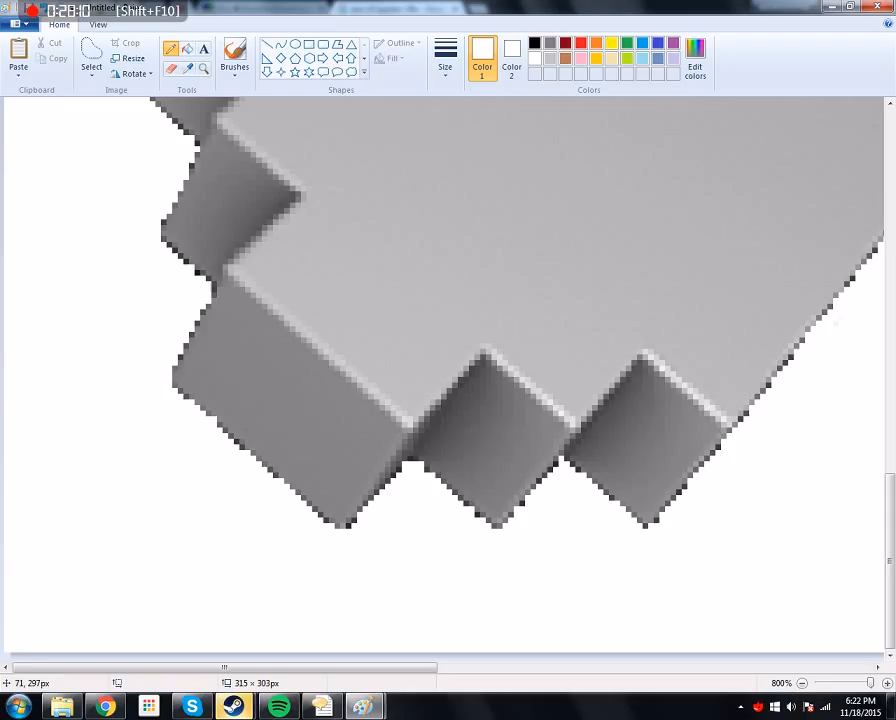 0:28:10 [Shift+F10]
Untitled
Home View
Paste
Cut
Copy
Clipboard
Select
Crop
Resize
Rotate
Image
A
Tools
Brushes
Outline
Fill
Shapes
Size
Color 1
Color 2
Edit colors
Colors
71, 297px
315 × 303px
800%
6:22 PM
11/18/2015